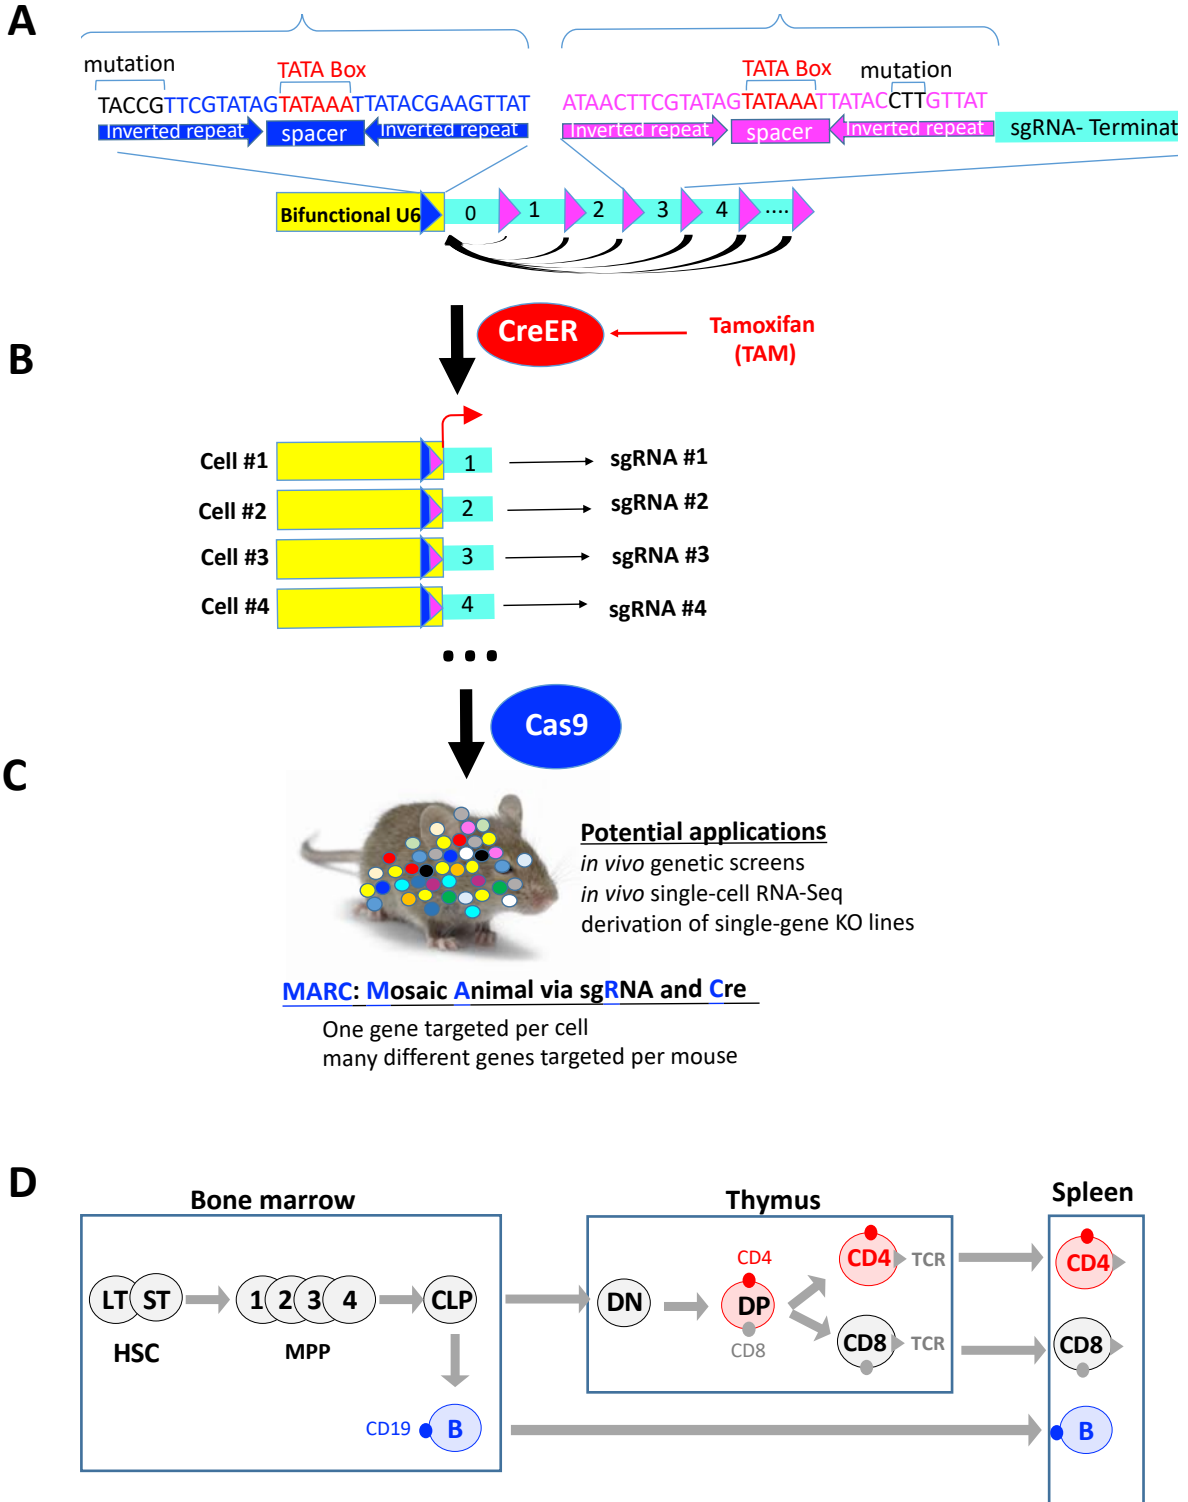 A
mutation
TATA Box
TACCGTTCGTATAGTATAAATTATACGAAGTTAT
Inverted repeat
spacer
Inverted repeat
TATA Box
mutation
ATAACTTCGTATAGTATAAATTATACCTTGTTAT
Inverted repeat
spacer
Inverted repeat
sgRNA- Terminat
Bifunctional U6
0
1
2
3
4
....
B
CreER
Tamoxifan
(TAM)
Cell #1
1
sgRNA #1
Cell #2
2
sgRNA #2
Cell #3
3
sgRNA #3
Cell #4
4
sgRNA #4
...
Cas9
C
Potential applications
in vivo genetic screens
in vivo single-cell RNA-Seq
derivation of single-gene KO lines
MARC: Mosaic Animal via sgRNA and Cre
One gene targeted per cell
many different genes targeted per mouse
D
Bone marrow
Thymus
Spleen
LT
ST
HSC
1
2
3
4
MPP
CLP
CD19
B
DN
CD4
DP
CD8
CD4
TCR
CD8
TCR
CD4
CD8
B